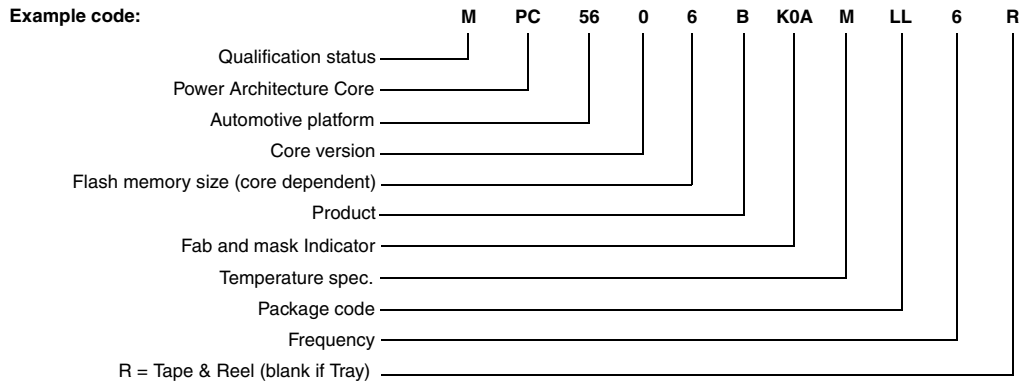 Example code: M PC 56 0 6 B K0A M LL 6 R
Qualification status
Power Architecture Core
Automotive platform
Core version
Flash memory size (core dependent)
Product
Fab and mask Indicator
Temperature spec.
Package code
Frequency
R = Tape & Reel (blank if Tray)